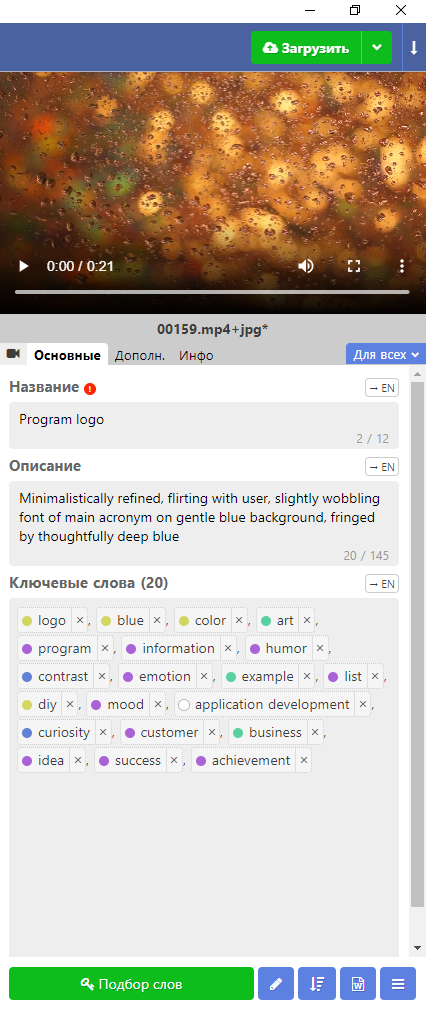 Загрузить
0:00 / 0:21
00159.mp4+jpg*
Основные Дополн. Инфо Для всех
Название → EN
Program logo
2 / 12
Описание → EN
Minimalistically refined, flirting with user, slightly wobbling
font of main acronym on gentle blue background, fringed
by thoughtfully deep blue
20 / 145
Ключевые слова (20) → EN
logo ×, blue ×, color ×, art ×,
program ×, information ×, humor ×,
contrast ×, emotion ×, example ×, list ×,
diy ×, mood ×, application development ×,
curiosity ×, customer ×, business ×,
idea ×, success ×, achievement ×
Подбор слов